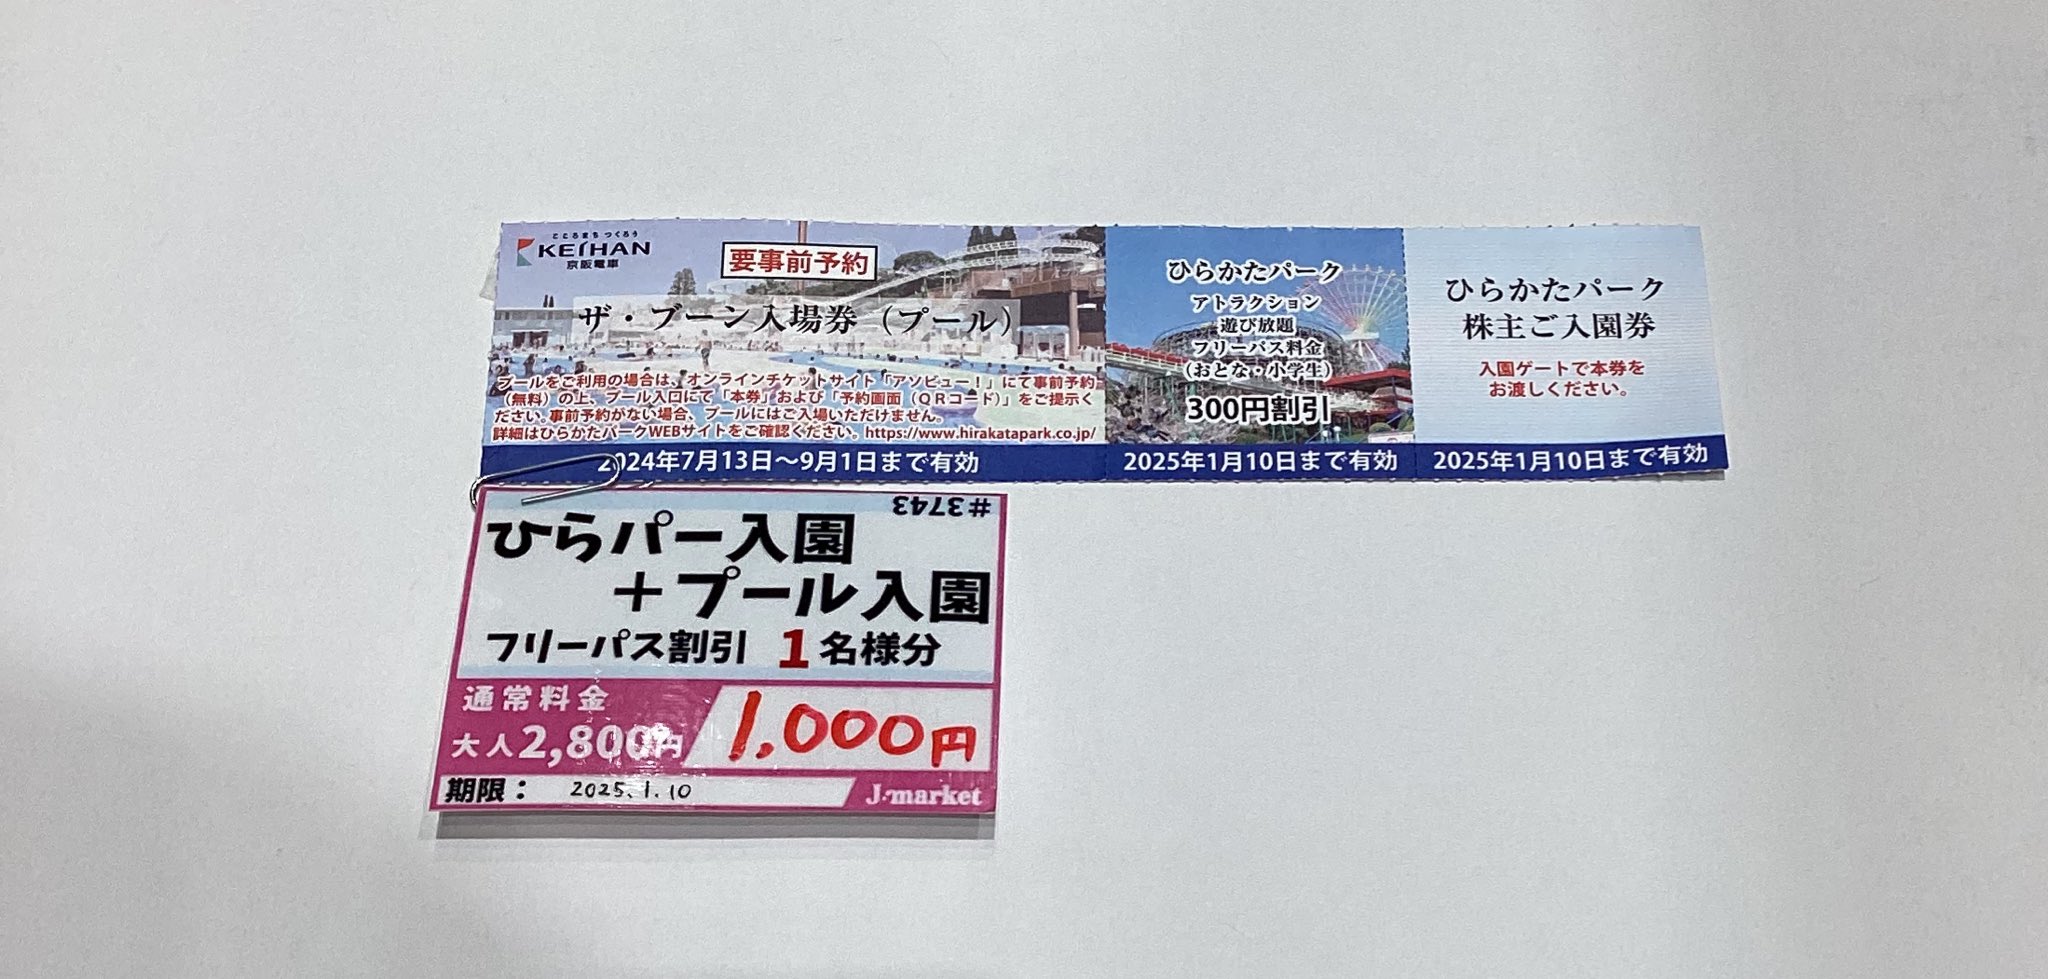 こころまち つくろう
KEIHAN
京阪電車
要事前予約
ザ・ブーン入場券（プール）
プールをご利用の場合は、オンラインチケットサイト「アソビュー！」にて事前予約
（無料）の上、プール入口にて「本券」および「予約画面（QRコード）」をご提示く
ださい。事前予約がない場合、プールにはご入場いただけません。
詳細はひらかたパークWEBサイトをご確認ください。https://www.hirakatapark.co.jp/
2024年7月13日〜9月1日まで有効
ひらかたパーク
アトラクション
遊び放題
フリーパス料金
（おとな・小学生）
300円割引
2025年1月10日まで有効
ひらかたパーク
株主ご入園券
入園ゲートで本券を
お渡しください。
2025年1月10日まで有効
#3743
ひらパー入園
＋プール入園
フリーパス割引 1名様分
通常料金
大人2,800円
1,000円
期限： 2025.1.10
J・market